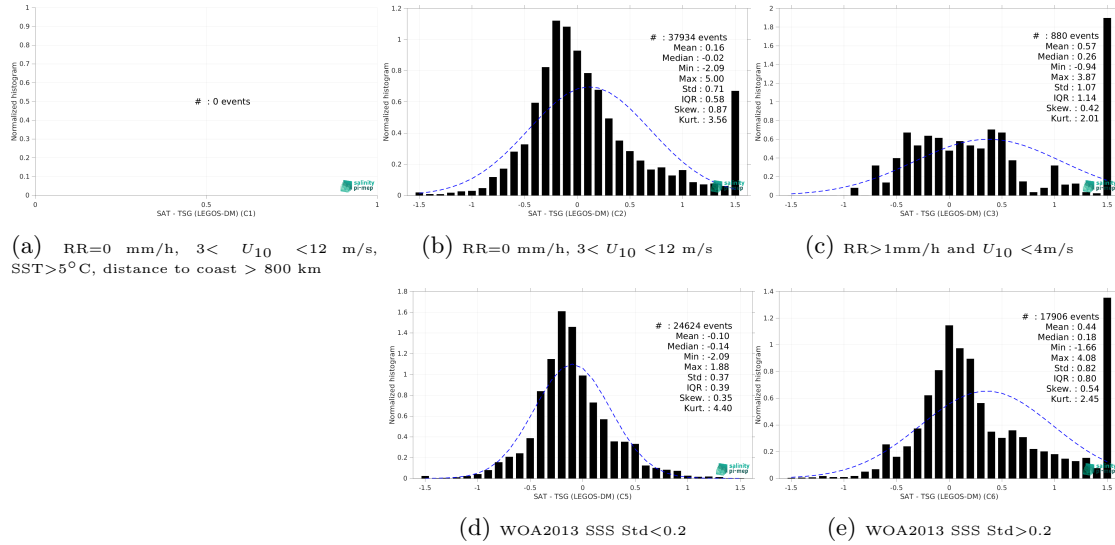 1
0.9
0.8
0.7
0.6
0.5
0.4
0.3
0.2
0.1
0
Normalized histogram
# : 0 events
salinity
pi-mep
0 0.5 1
SAT - TSG (LEGOS-DM) (C1)
(a) RR=0 mm/h, 3< U10 <12 m/s,
SST>5°C, distance to coast > 800 km
1.2
1
0.8
0.6
0.4
0.2
0
Normalized histogram
# : 37934 events
Mean : 0.16
Median : -0.02
Min : -2.09
Max : 5.00
Std : 0.71
IQR : 0.58
Skew. : 0.87
Kurt. : 3.56
salinity
pi-mep
-1.5 -1 -0.5 0 0.5 1 1.5
SAT - TSG (LEGOS-DM) (C2)
(b) RR=0 mm/h, 3< U10 <12 m/s
2
1.8
1.6
1.4
1.2
1
0.8
0.6
0.4
0.2
0
Normalized histogram
# : 880 events
Mean : 0.57
Median : 0.26
Min : -0.94
Max : 3.87
Std : 1.07
IQR : 1.14
Skew. : 0.42
Kurt. : 2.01
salinity
pi-mep
-1.5 -1 -0.5 0 0.5 1 1.5
SAT - TSG (LEGOS-DM) (C3)
(c) RR>1mm/h and U10 <4m/s
1.8
1.6
1.4
1.2
1
0.8
0.6
0.4
0.2
0
Normalized histogram
# : 24624 events
Mean : -0.10
Median : -0.14
Min : -2.09
Max : 1.88
Std : 0.37
IQR : 0.39
Skew. : 0.35
Kurt. : 4.40
salinity
pi-mep
-1.5 -1 -0.5 0 0.5 1 1.5
SAT - TSG (LEGOS-DM) (C5)
(d) WOA2013 SSS Std<0.2
1.4
1.2
1
0.8
0.6
0.4
0.2
0
Normalized histogram
# : 17906 events
Mean : 0.44
Median : 0.18
Min : -1.66
Max : 4.08
Std : 0.82
IQR : 0.80
Skew. : 0.54
Kurt. : 2.45
salinity
pi-mep
-1.5 -1 -0.5 0 0.5 1 1.5
SAT - TSG (LEGOS-DM) (C6)
(e) WOA2013 SSS Std>0.2